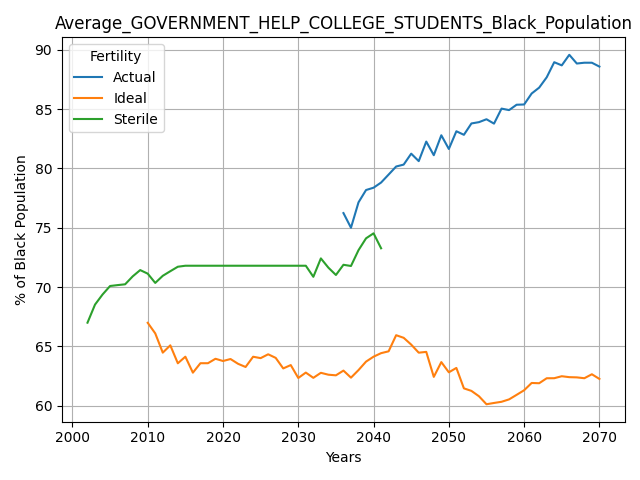 Average_GOVERNMENT_HELP_COLLEGE_STUDENTS_Black_Population
Fertility
Actual
Ideal
Sterile
% of Black Population
90
85
80
75
70
65
60
2000 2010 2020 2030 2040 2050 2060 2070
Years